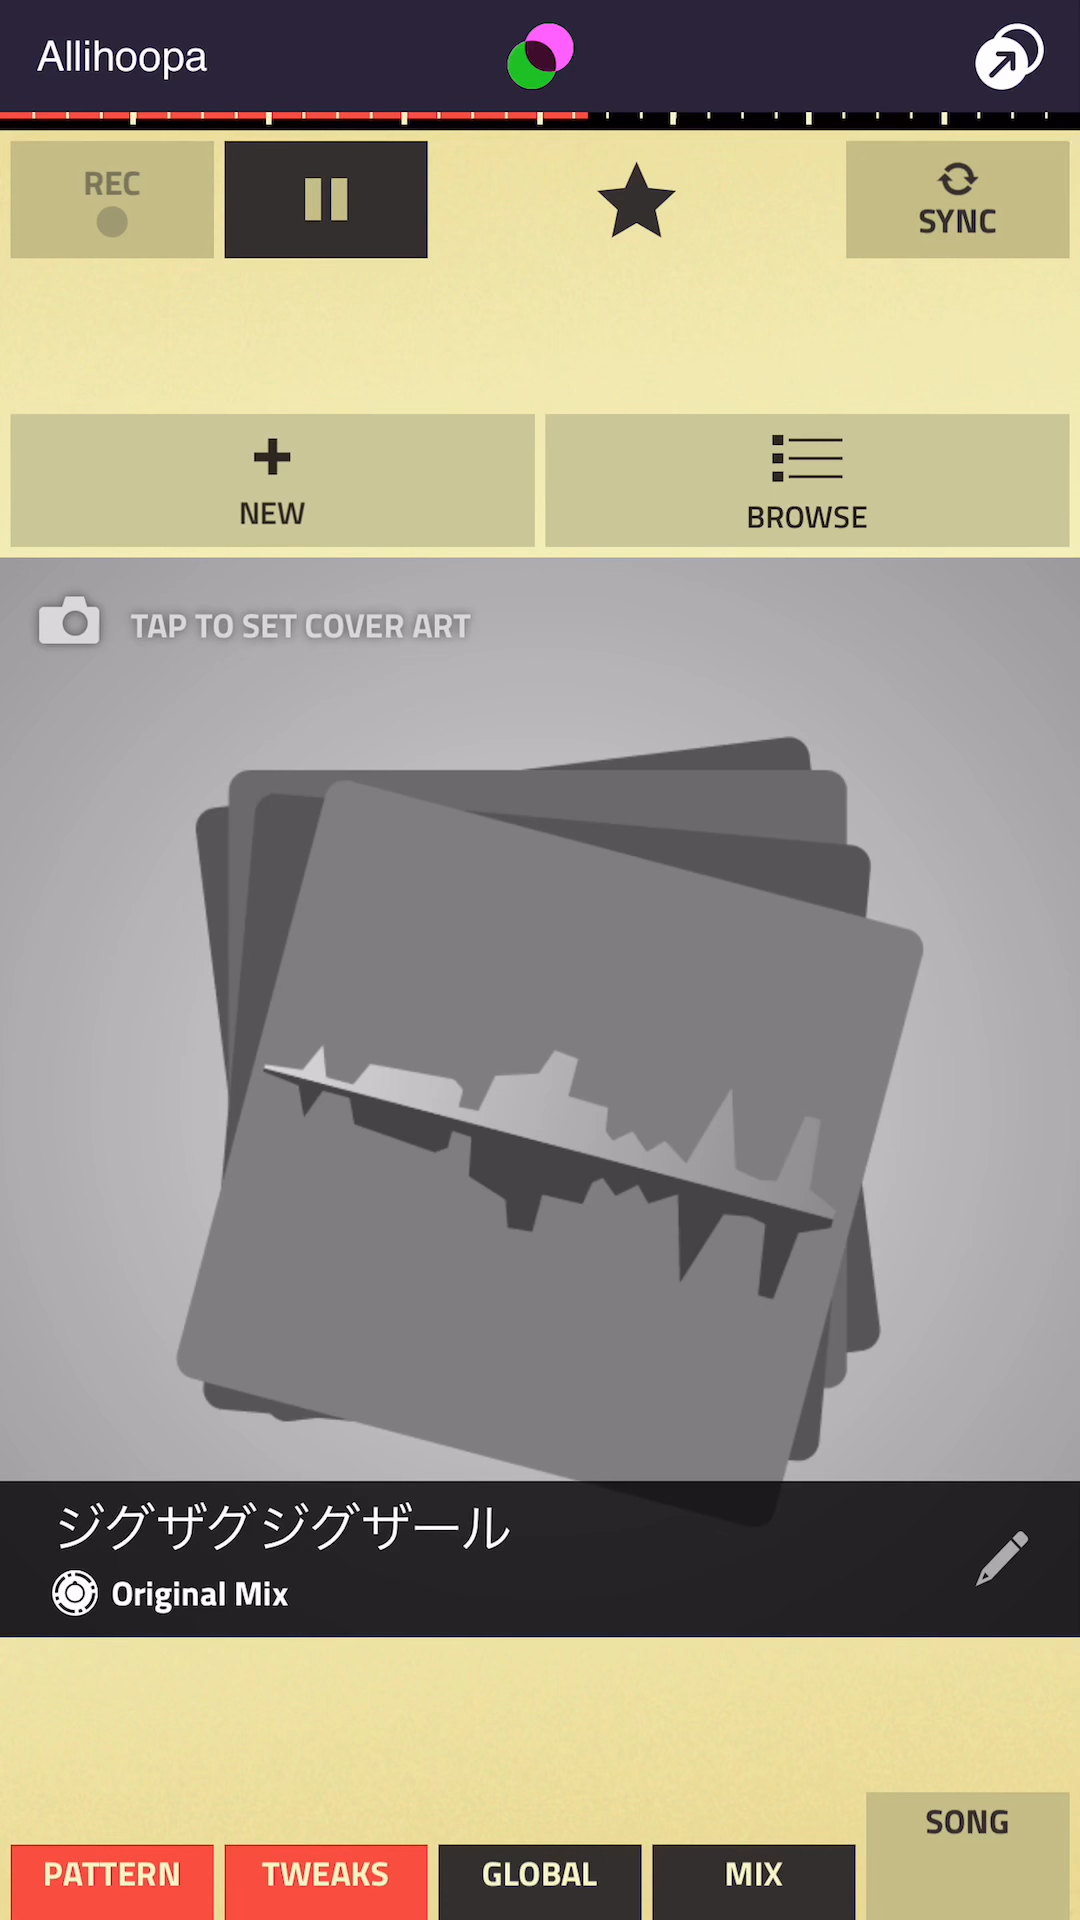 Allihoopa
REC
SYNC
NEW
BROWSE
TAP TO SET COVER ART
ジグザグジグザール
Original Mix
SONG
PATTERN
TWEAKS
GLOBAL
MIX